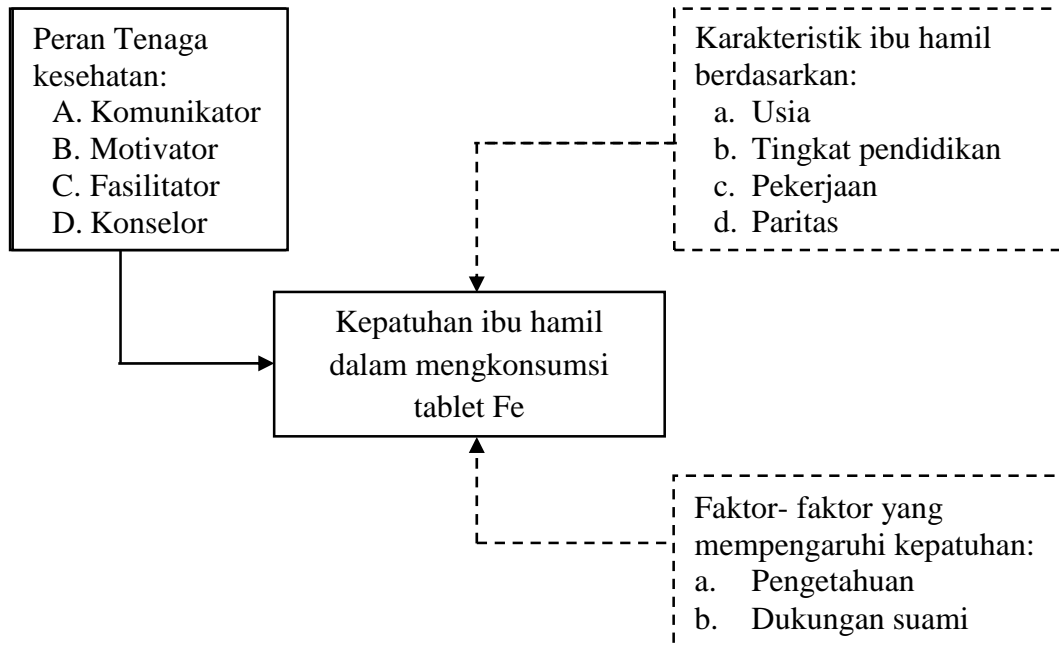 Peran Tenaga
kesehatan:
A. Komunikator
B. Motivator
C. Fasilitator
D. Konselor
Karakteristik ibu hamil
berdasarkan:
a. Usia
b. Tingkat pendidikan
c. Pekerjaan
d. Paritas
Kepatuhan ibu hamil
dalam mengkonsumsi
tablet Fe
Faktor- faktor yang
mempengaruhi kepatuhan:
a. Pengetahuan
b. Dukungan suami